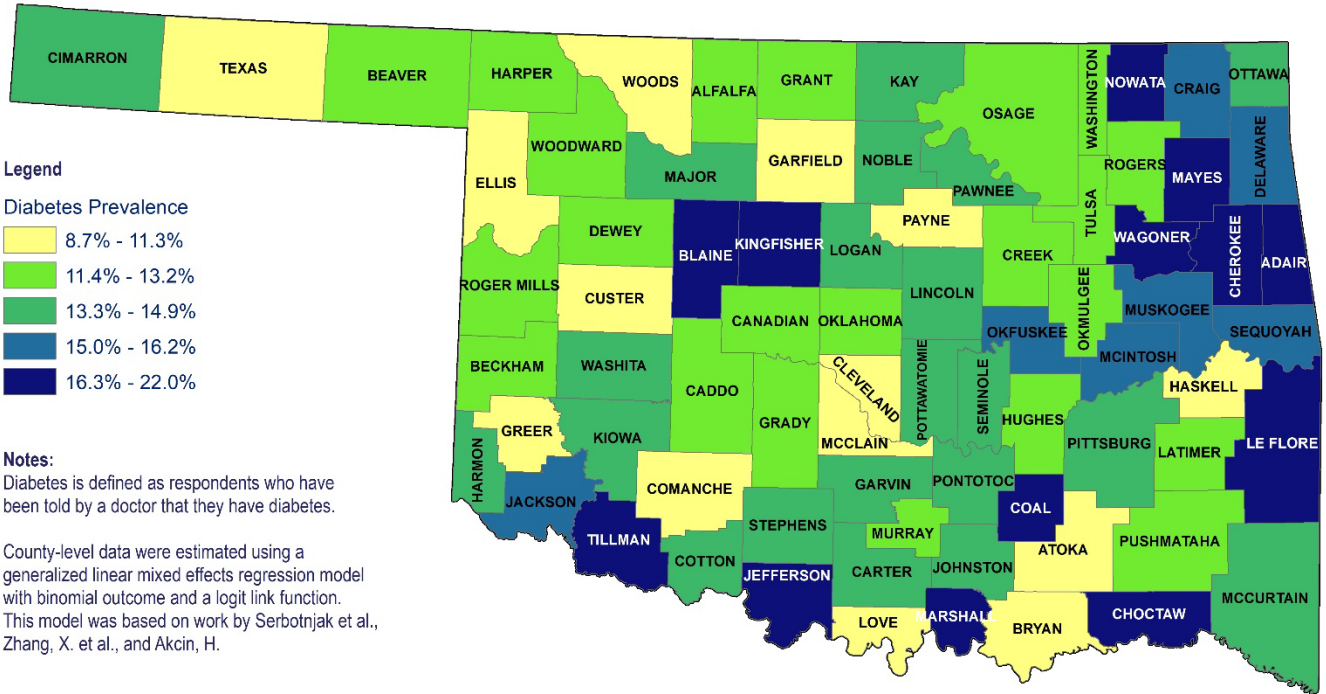 CIMARRON
TEXAS
BEAVER
HARPER
WOODS
ALFALFA
GRANT
KAY
OSAGE
WASHINGTON
NOWATA
CRAIG
OTTAWA
WOODWARD
ELLIS
MAJOR
GARFIELD
NOBLE
PAWNEE
ROGERS
MAYES
DELAWARE
Legend
Diabetes Prevalence
8.7% - 11.3%
11.4% - 13.2%
13.3% - 14.9%
15.0% - 16.2%
16.3% - 22.0%
DEWEY
BLAINE
KINGFISHER
LOGAN
PAYNE
CREEK
TULSA
WAGONER
CHEROKEE
ADAIR
ROGER MILLS
CUSTER
CANADIAN
OKLAHOMA
LINCOLN
OKFUSKEE
OKMULGEE
MUSKOGEE
MCINTOSH
SEQUOYAH
BECKHAM
WASHITA
CADDO
GRADY
CLEVELAND
MCCLAIN
POTTAWATOMIE
SEMINOLE
HUGHES
PITTSBURG
HASKELL
LATIMER
LE FLORE
HARMON
GREER
KIOWA
JACKSON
TILLMAN
COMANCHE
COTTON
STEPHENS
JEFFERSON
GARVIN
MURRAY
CARTER
LOVE
PONTOTOC
JOHNSTON
MARSHALL
COAL
ATOKA
BRYAN
PUSHMATAHA
CHOCTAW
MCCURTAIN
Notes:
Diabetes is defined as respondents who have
been told by a doctor that they have diabetes.
County-level data were estimated using a
generalized linear mixed effects regression model
with binomial outcome and a logit link function.
This model was based on work by Serbotnjak et al.,
Zhang, X. et al., and Akcin, H.